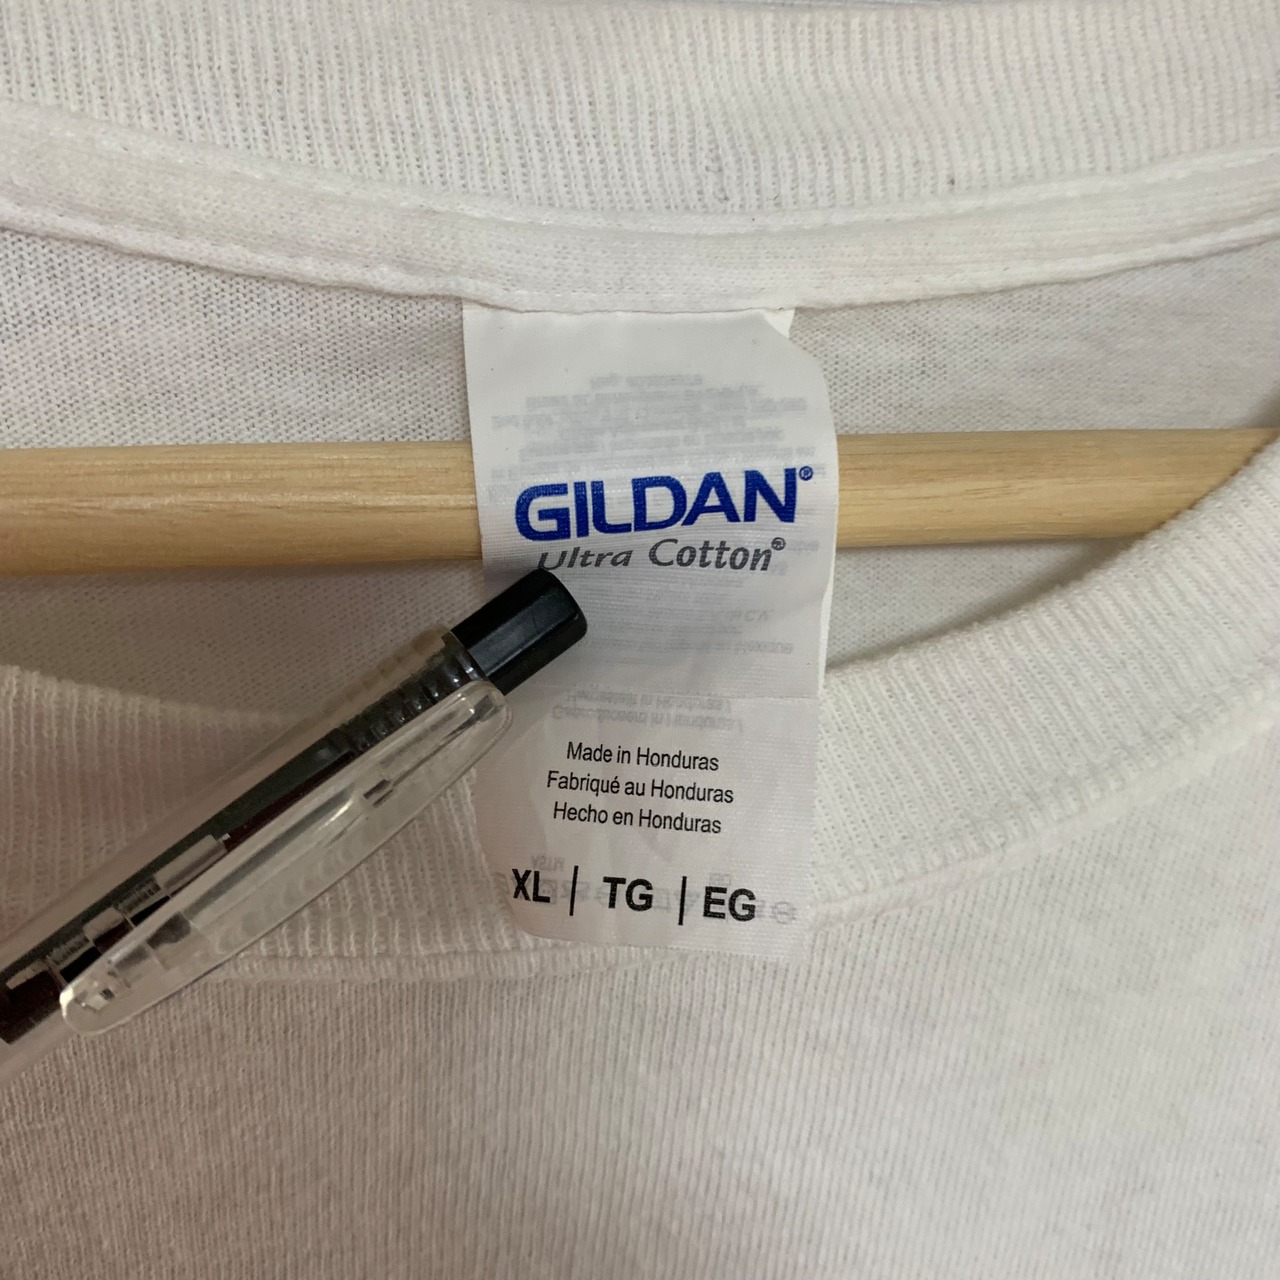 GILDAN®
Ultra Cotton®
Made in Honduras
Fabriqué au Honduras
Hecho en Honduras
XL | TG | EG